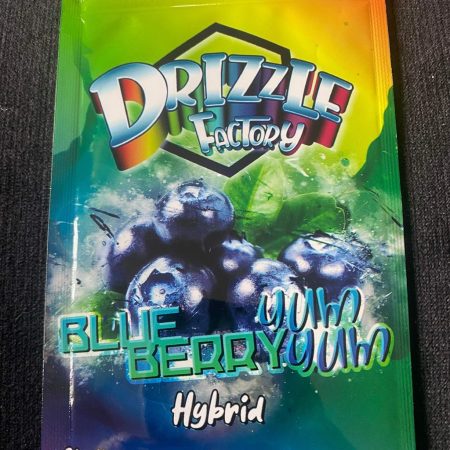 DRIZZLE
FACTORY
BLUE yum
BERRY yum
Hybrid